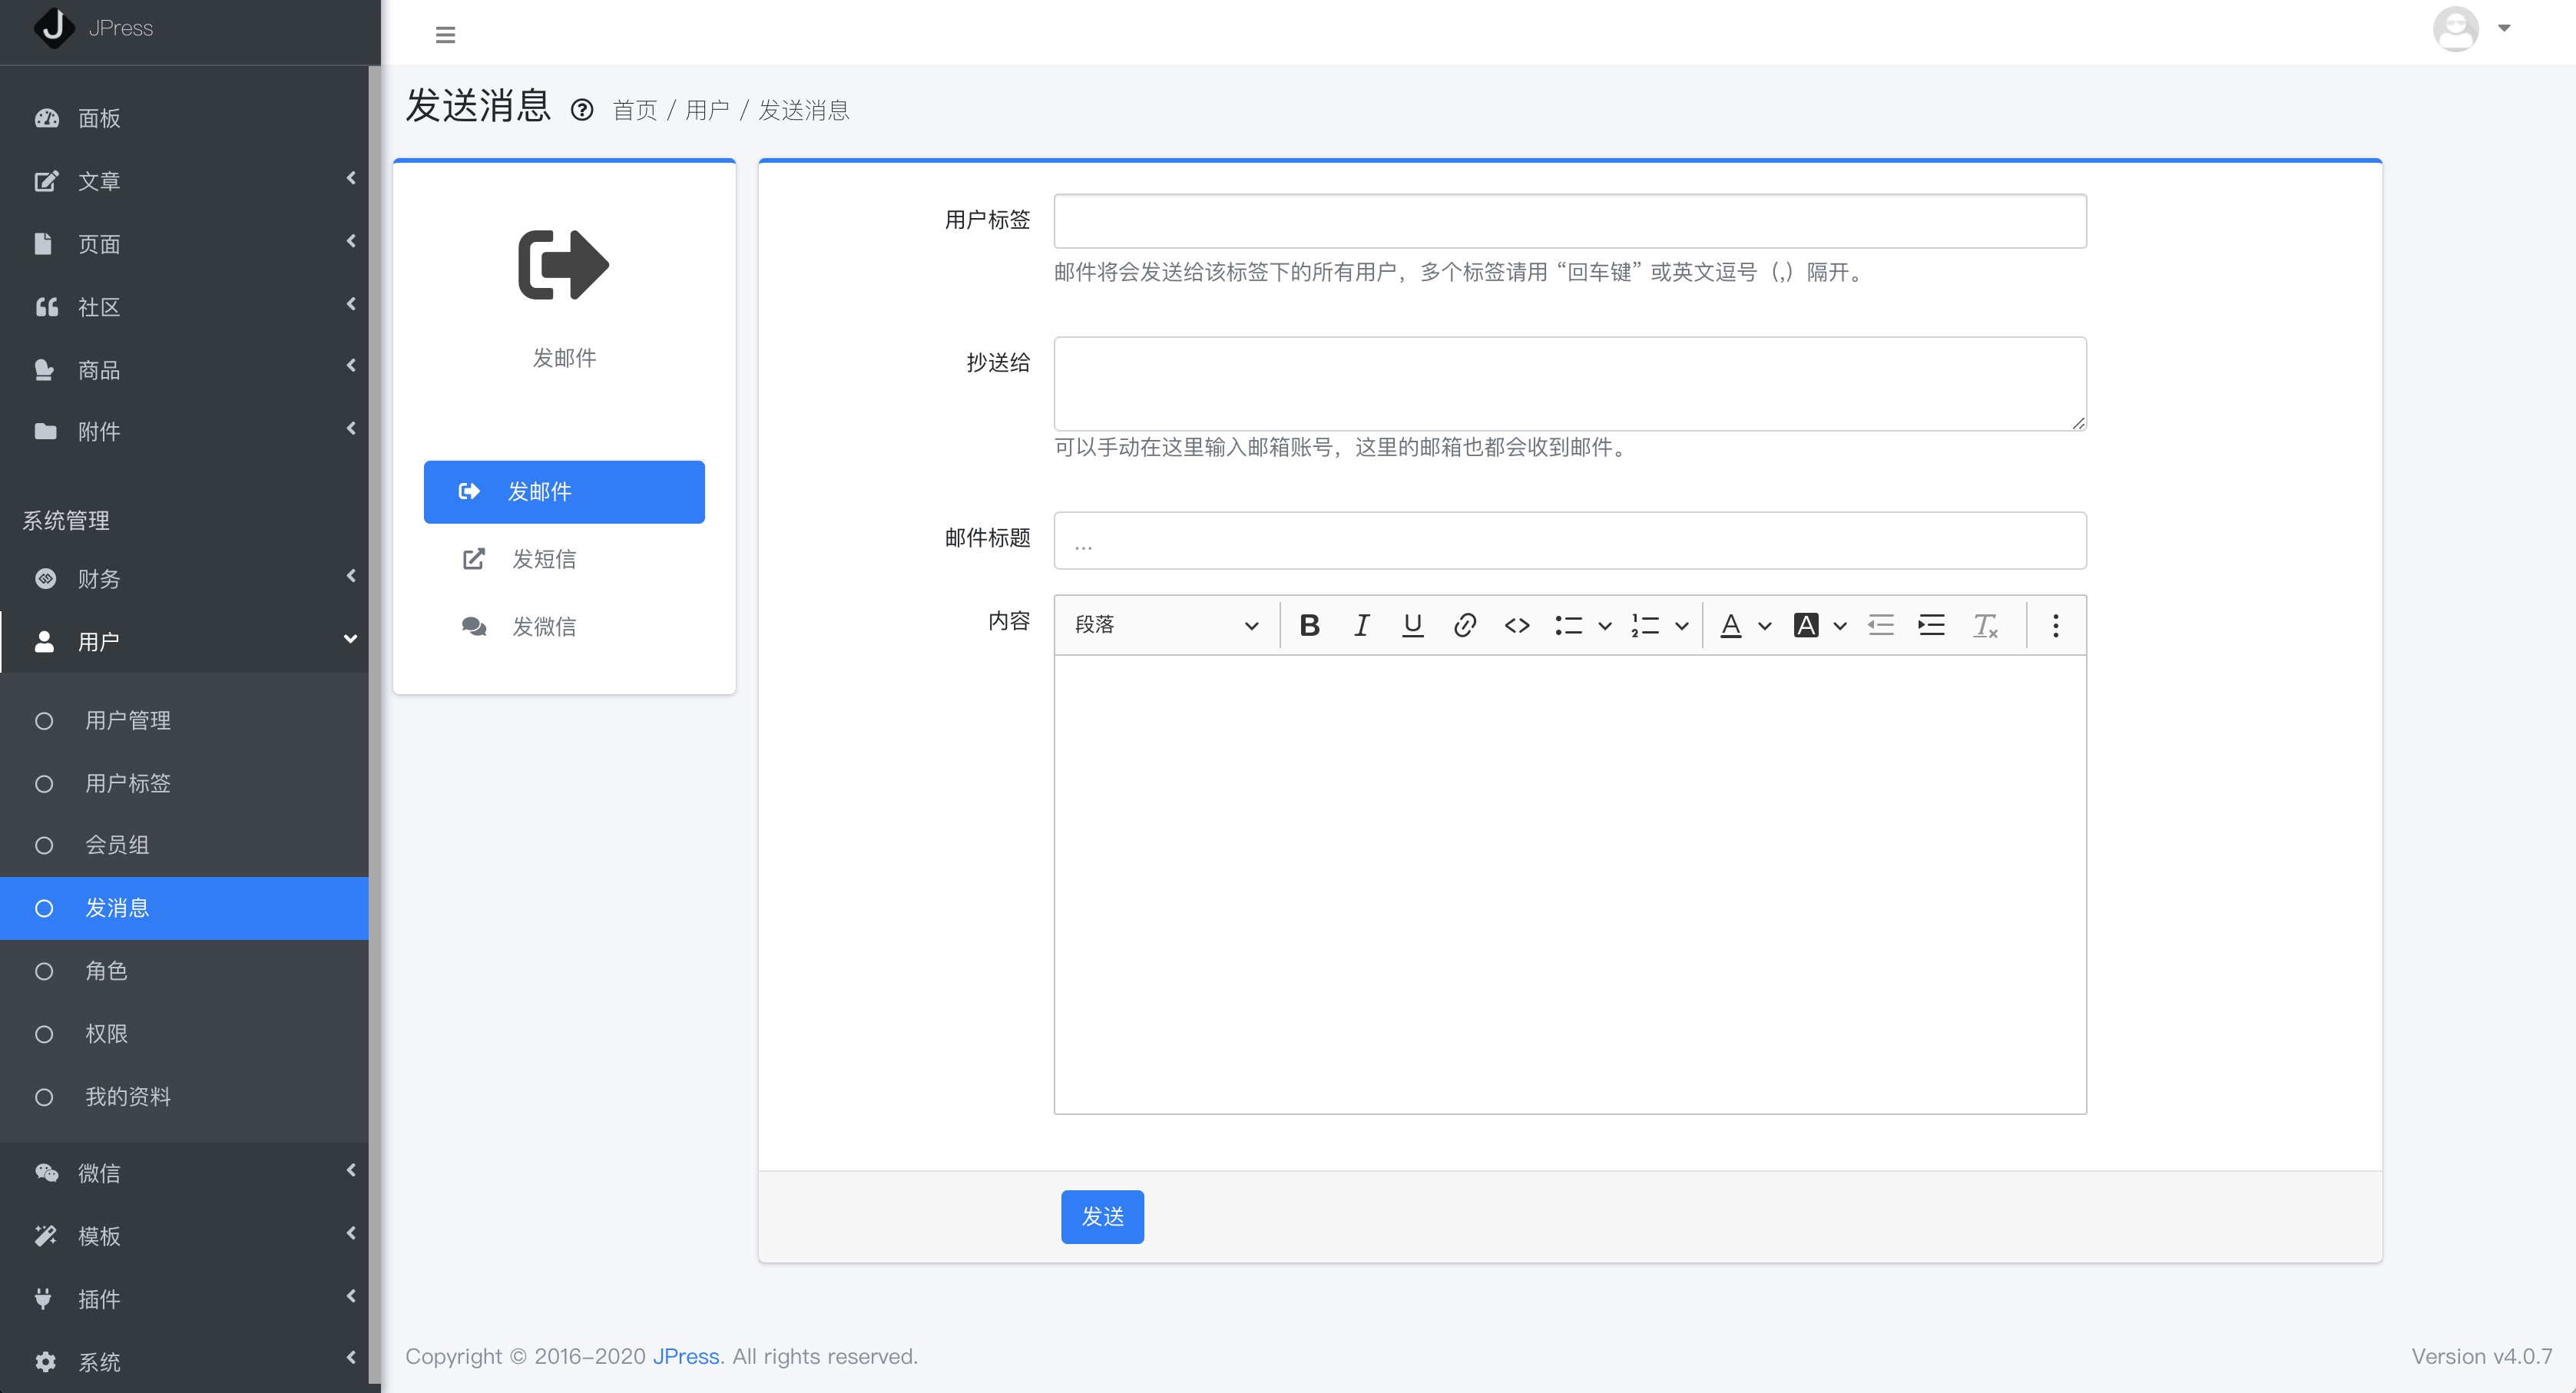 JPress
面板
文章
页面
社区
商品
附件
系统管理
财务
用户
用户管理
用户标签
会员组
发消息
角色
权限
我的资料
微信
模板
插件
系统
发送消息 首页 / 用户 / 发送消息
发邮件
发邮件
发短信
发微信
用户标签
邮件将会发送给该标签下的所有用户，多个标签请用 “回车键” 或英文逗号（,）隔开。
抄送给
可以手动在这里输入邮箱账号，这里的邮箱也都会收到邮件。
邮件标题 ...
内容 段落
发送
Copyright © 2016-2020 JPress. All rights reserved.
Version v4.0.7